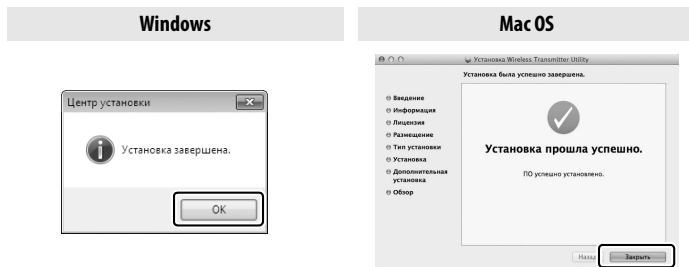 Windows
Mac OS
Центр установки
Установка завершена.
OK
Установка Wireless Transmitter Utility
Установка была успешно завершена.
Введение
Информация
Лицензия
Размещение
Тип установки
Установка
Дополнительная
установка
Обзор
Установка прошла успешно.
ПО успешно установлено.
Назад
Закрыть